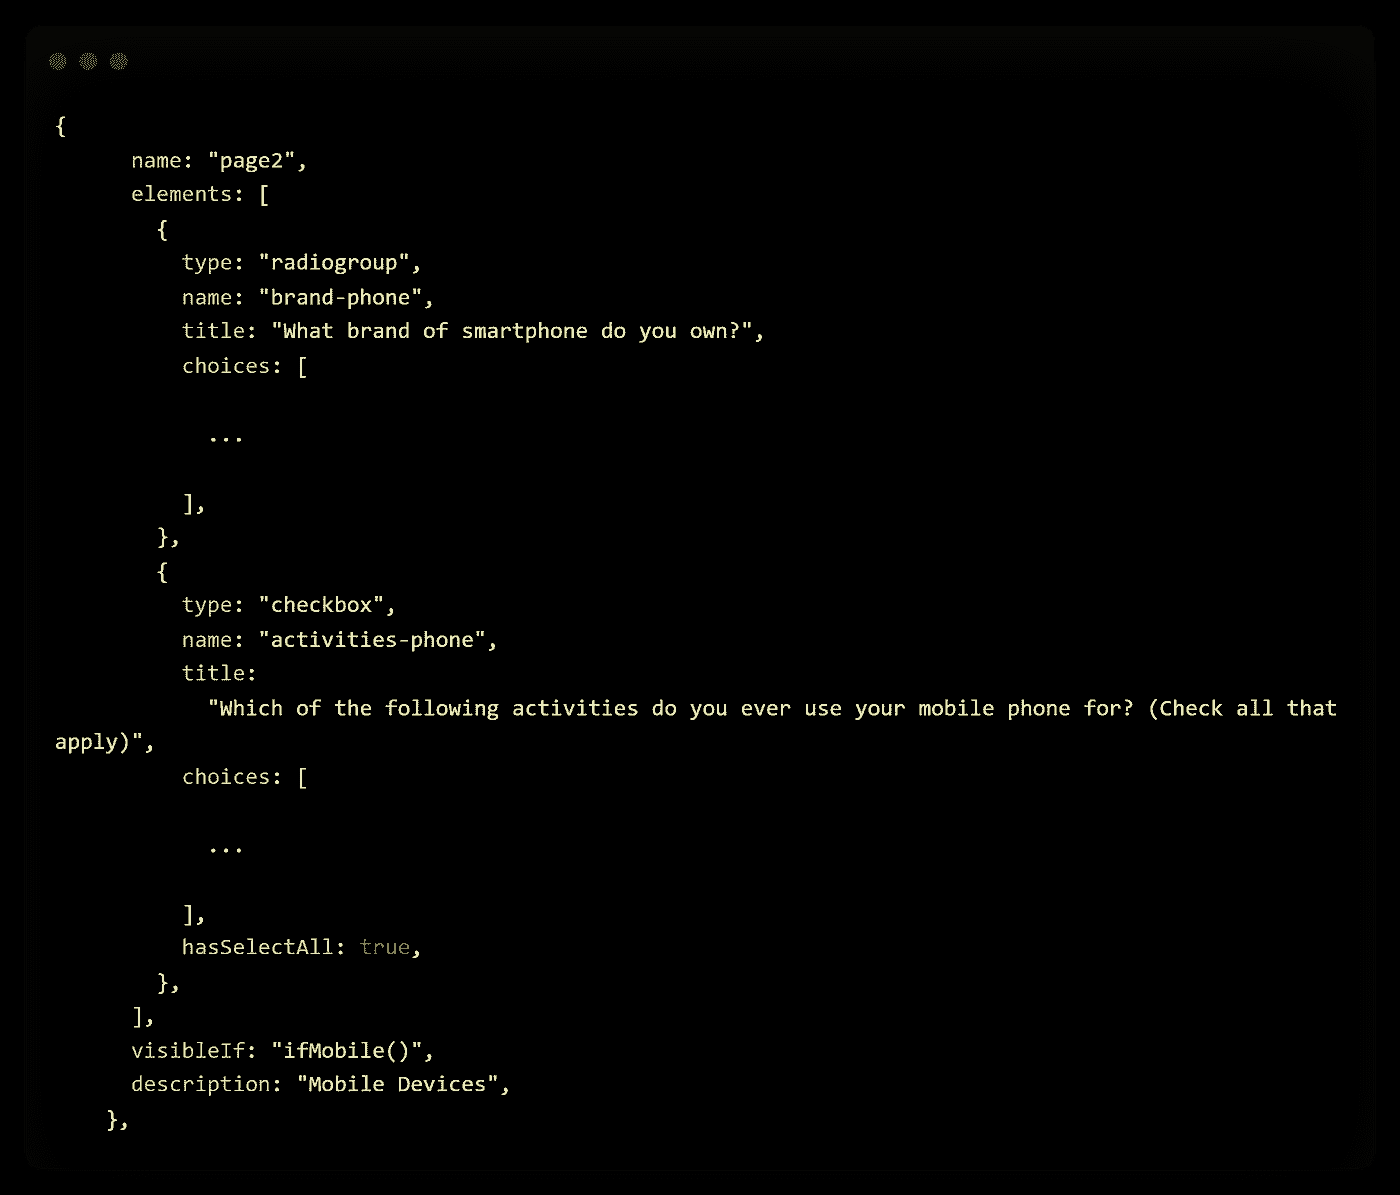 {
name: "page2",
elements: [
{
type: "radiogroup",
name: "brand-phone",
title: "What brand of smartphone do you own?",
choices: [
...
],
},
{
type: "checkbox",
name: "activities-phone",
title:
"Which of the following activities do you ever use your mobile phone for? (Check all that
apply)",
choices: [
...
],
hasSelectAll: true,
},
],
visibleIf: "ifMobile()",
description: "Mobile Devices",
},